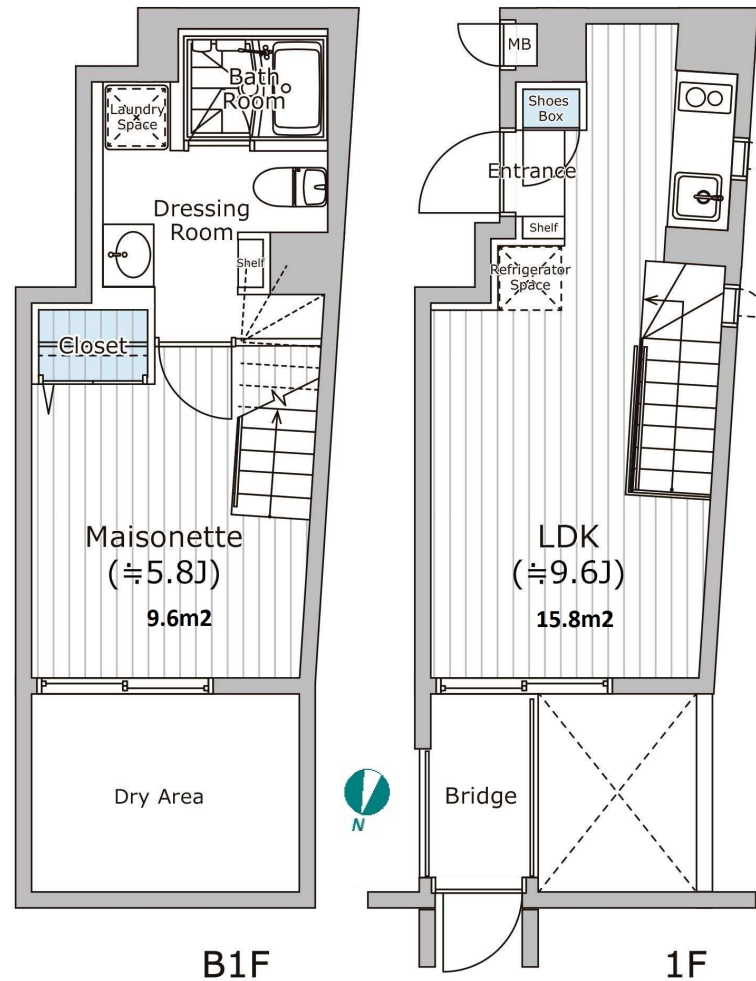 Bath
Room
Laundry
Space
Dressing
Room
Shelf
Closet
Maisonette
(≒5.8J)
9.6m2
Dry Area
B1F
MB
Shoes
Box
Entrance
Shelf
Refrigerator
Space
LDK
(≒9.6J)
15.8m2
N
Bridge
1F